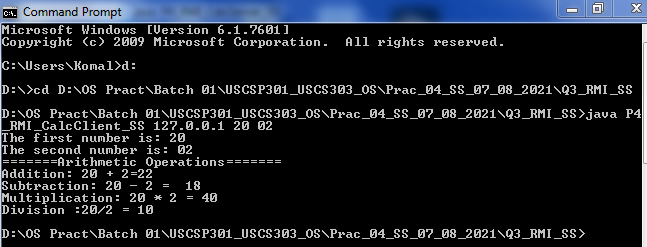 Command Prompt
Microsoft Windows [Version 6.1.7601]
Copyright (c) 2009 Microsoft Corporation.  All rights reserved.
C:\Users\Komal>d:
D:\>cd D:\OS Pract\Batch 01\USCSP301_USCS303_OS\Prac_04_SS_07_08_2021\Q3_RMI_SS
D:\OS Pract\Batch 01\USCSP301_USCS303_OS\Prac_04_SS_07_08_2021\Q3_RMI_SS>java P4
_RMI_CalcClient_SS 127.0.0.1 20 02
The first number is: 20
The second number is: 02
=======Arithmetic Operations=======
Addition: 20 + 2=22
Subtraction: 20 - 2 =  18
Multiplication: 20 * 2 = 40
Division :20/2 = 10
D:\OS Pract\Batch 01\USCSP301_USCS303_OS\Prac_04_SS_07_08_2021\Q3_RMI_SS>